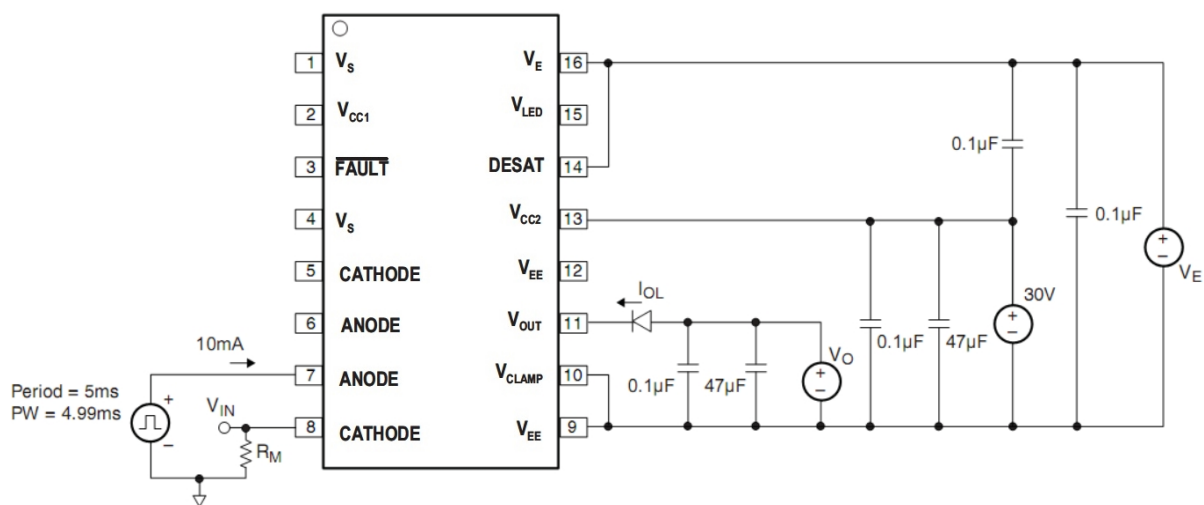 1 V_S V_E 16
2 V_CC1 V_LED 15
3 FAULT DESAT 14
4 V_S V_CC2 13
5 CATHODE V_EE 12
6 ANODE V_OUT 11
7 ANODE V_CLAMP 10
8 CATHODE V_EE 9
10mA
Period = 5ms
PW = 4.99ms
+
−
V_IN
R_M
I_OL
0.1µF
47µF
+
−
V_O
0.1µF
47µF
30V
+
−
0.1µF
0.1µF
+
−
V_E